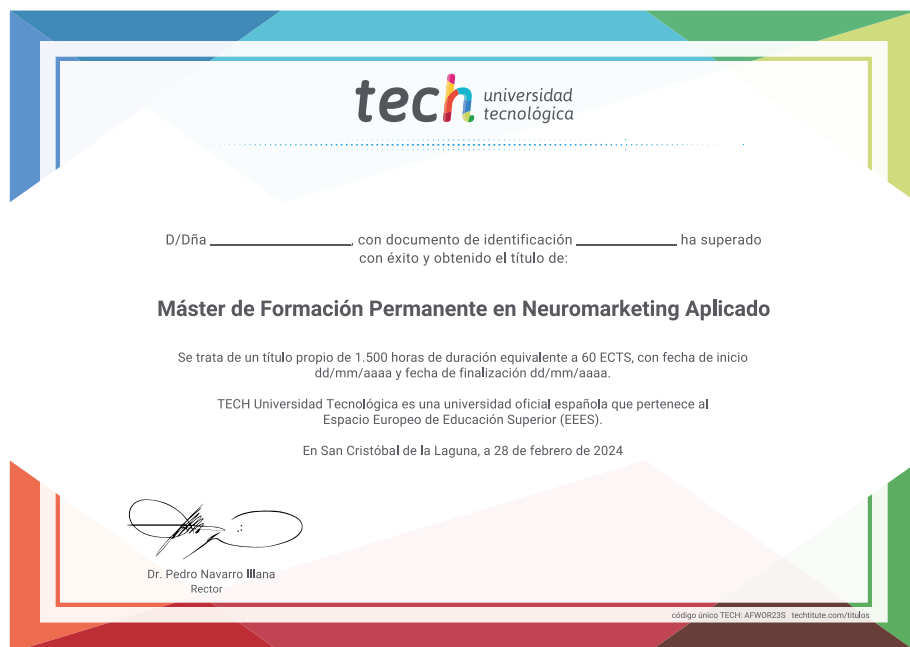 tech universidad
tecnológica
D/Dña ______________, con documento de identificación __________ ha superado
con éxito y obtenido el título de:
Máster de Formación Permanente en Neuromarketing Aplicado
Se trata de un título propio de 1.500 horas de duración equivalente a 60 ECTS, con fecha de inicio
dd/mm/aaaa y fecha de finalización dd/mm/aaaa.
TECH Universidad Tecnológica es una universidad oficial española que pertenece al
Espacio Europeo de Educación Superior (EEES).
En San Cristóbal de la Laguna, a 28 de febrero de 2024
Dr. Pedro Navarro Illana
Rector
código único TECH: AFWOR23S techtitute.com/titulos